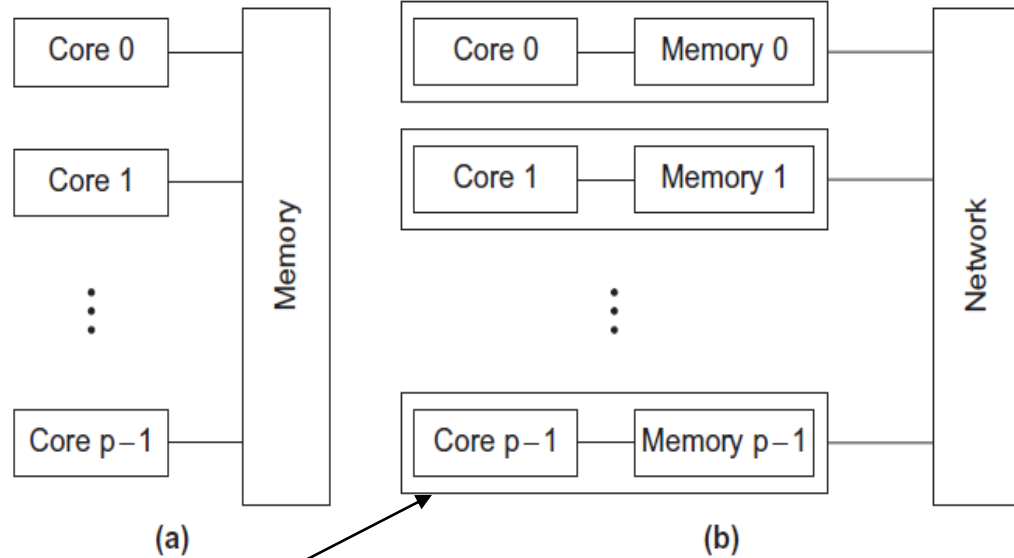 Core 0
Core 1
Core p–1
Memory
(a)
Core 0 Memory 0
Core 1 Memory 1
Core p–1 Memory p–1
Network
(b)